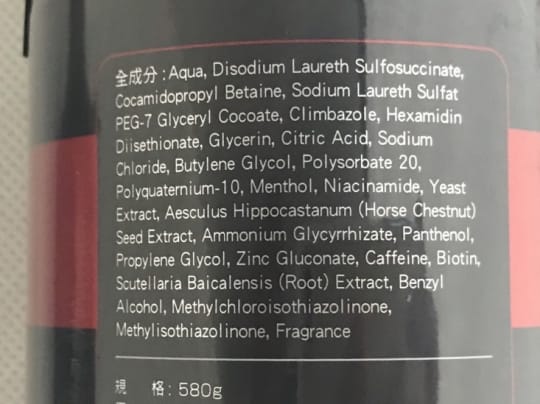 全成分：Aqua, Disodium Laureth Sulfosuccinate,
Cocamidopropyl Betaine, Sodium Laureth Sulfat
PEG-7 Glyceryl Cocoate, Climbazole, Hexamidin
Diisethionate, Glycerin, Citric Acid, Sodium
Chloride, Butylene Glycol, Polysorbate 20,
Polyquaternium-10, Menthol, Niacinamide, Yeast
Extract, Aesculus Hippocastanum (Horse Chestnut)
Seed Extract, Ammonium Glycyrrhizate, Panthenol,
Propylene Glycol, Zinc Gluconate, Caffeine, Biotin,
Scutellaria Baicalensis (Root) Extract, Benzyl
Alcohol, Methylchloroisothiazolinone,
Methylisothiazolinone, Fragrance
規 格：580g